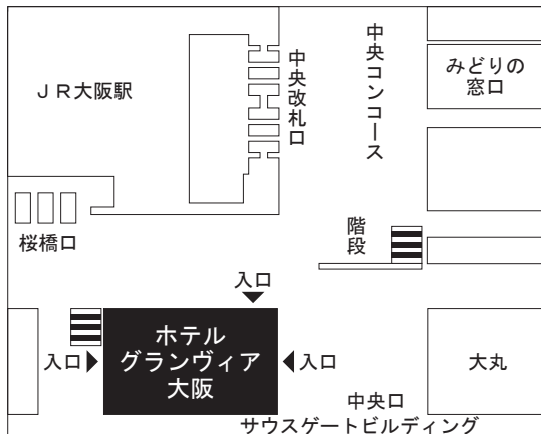 ＪＲ大阪駅
中央改札口
中央コンコース
みどりの
窓口
桜橋口
階段
入口
入口
ホテル
グランヴィア
大阪
入口
大丸
中央口
サウスゲートビルディング